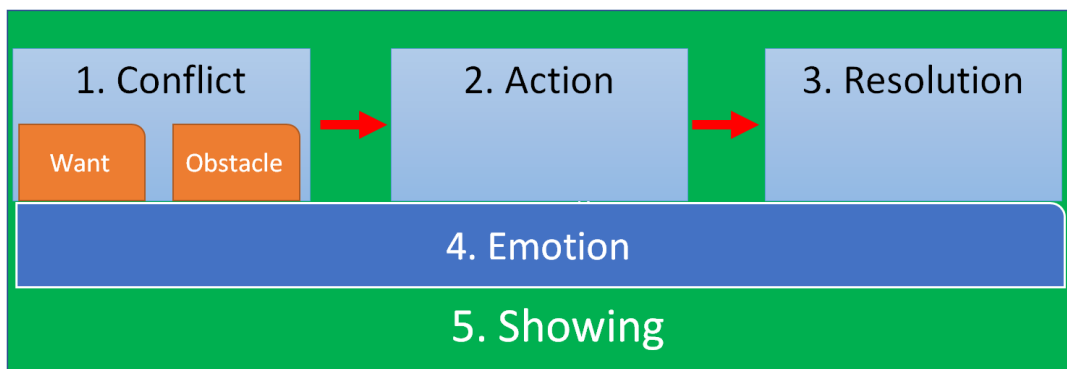 1. Conflict
2. Action
3. Resolution
Want
Obstacle
4. Emotion
5. Showing